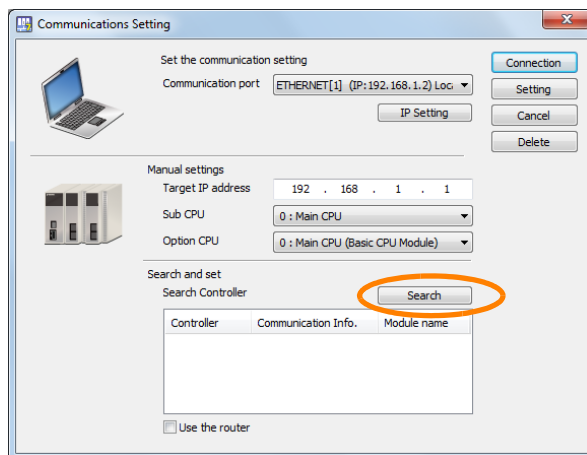 Communications Setting
Set the communication setting
Communication port ETHERNET[1] (IP:192.168.1.2) Loc
IP Setting
Connection
Setting
Cancel
Delete
Manual settings
Target IP address 192 . 168 . 1 . 1
Sub CPU 0 : Main CPU
Option CPU 0 : Main CPU (Basic CPU Module)
Search and set
Search Controller Search
Controller Communication Info. Module name
Use the router